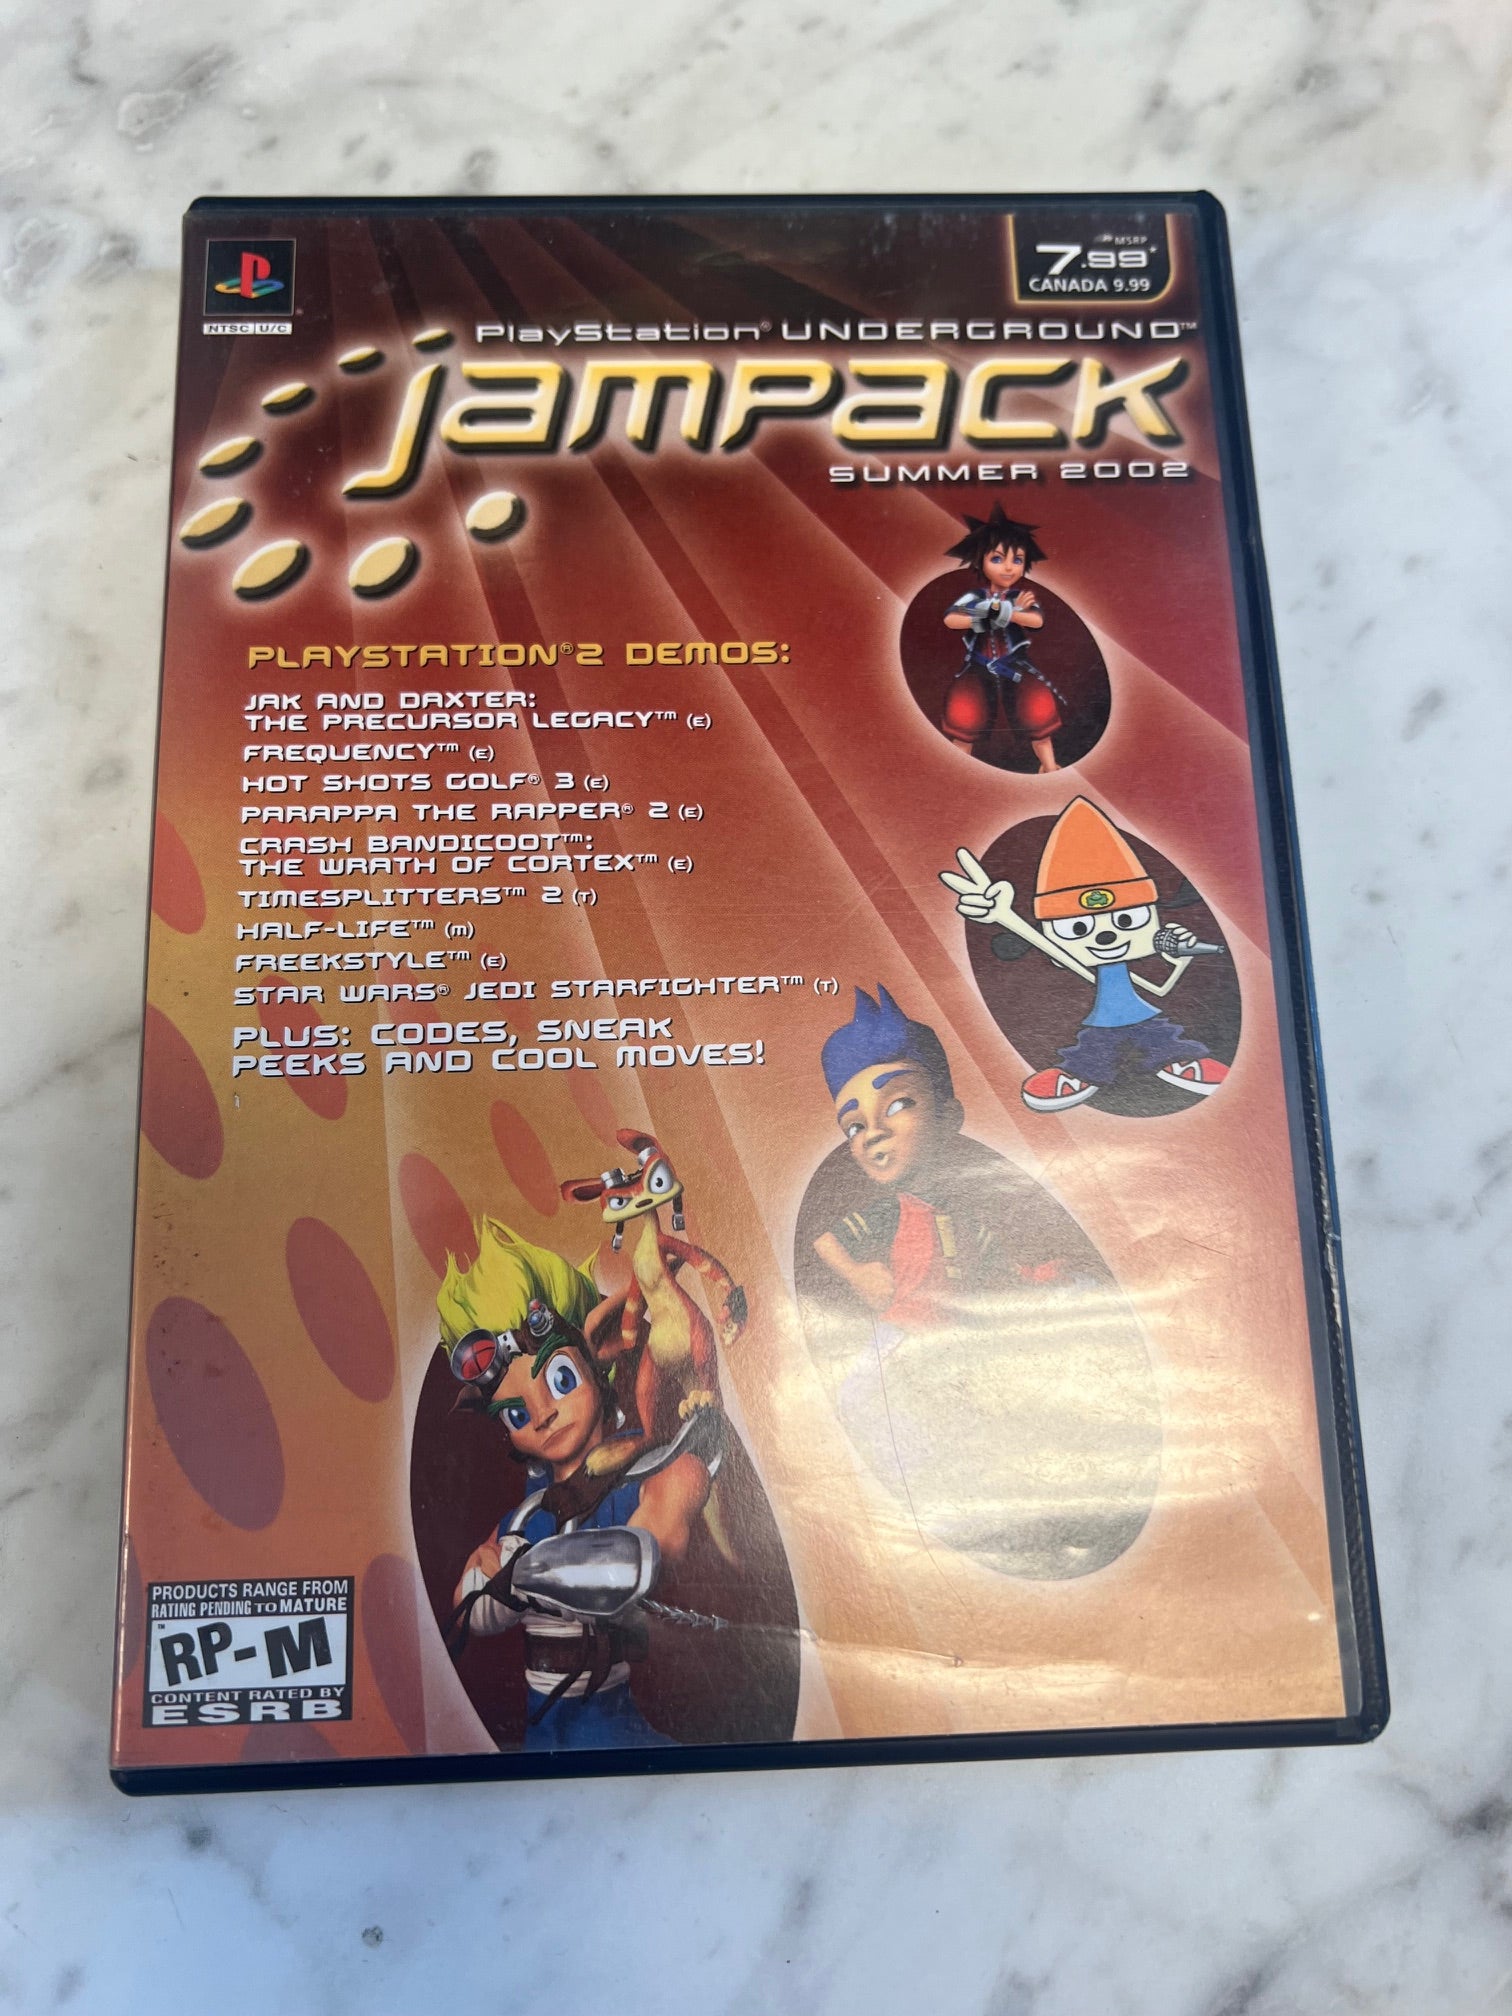 NTSC U/C
MSRP
7.99*
CANADA 9.99
PlayStation® UNDERGROUND™
JAMPACK
SUMMER 2002
PLAYSTATION®2 DEMOS:
JAK AND DAXTER:
THE PRECURSOR LEGACY™ (E)
FREQUENCY™ (E)
HOT SHOTS GOLF® 3 (E)
PARAPPA THE RAPPER® 2 (E)
CRASH BANDICOOT™:
THE WRATH OF CORTEX™ (E)
TIMESPLITTERS™ 2 (T)
HALF-LIFE™ (M)
FREEKSTYLE™ (E)
STAR WARS® JEDI STARFIGHTER™ (T)
PLUS: CODES, SNEAK
PEEKS AND COOL MOVES!
PRODUCTS RANGE FROM
RATING PENDING TO MATURE
RP-M
CONTENT RATED BY
ESRB